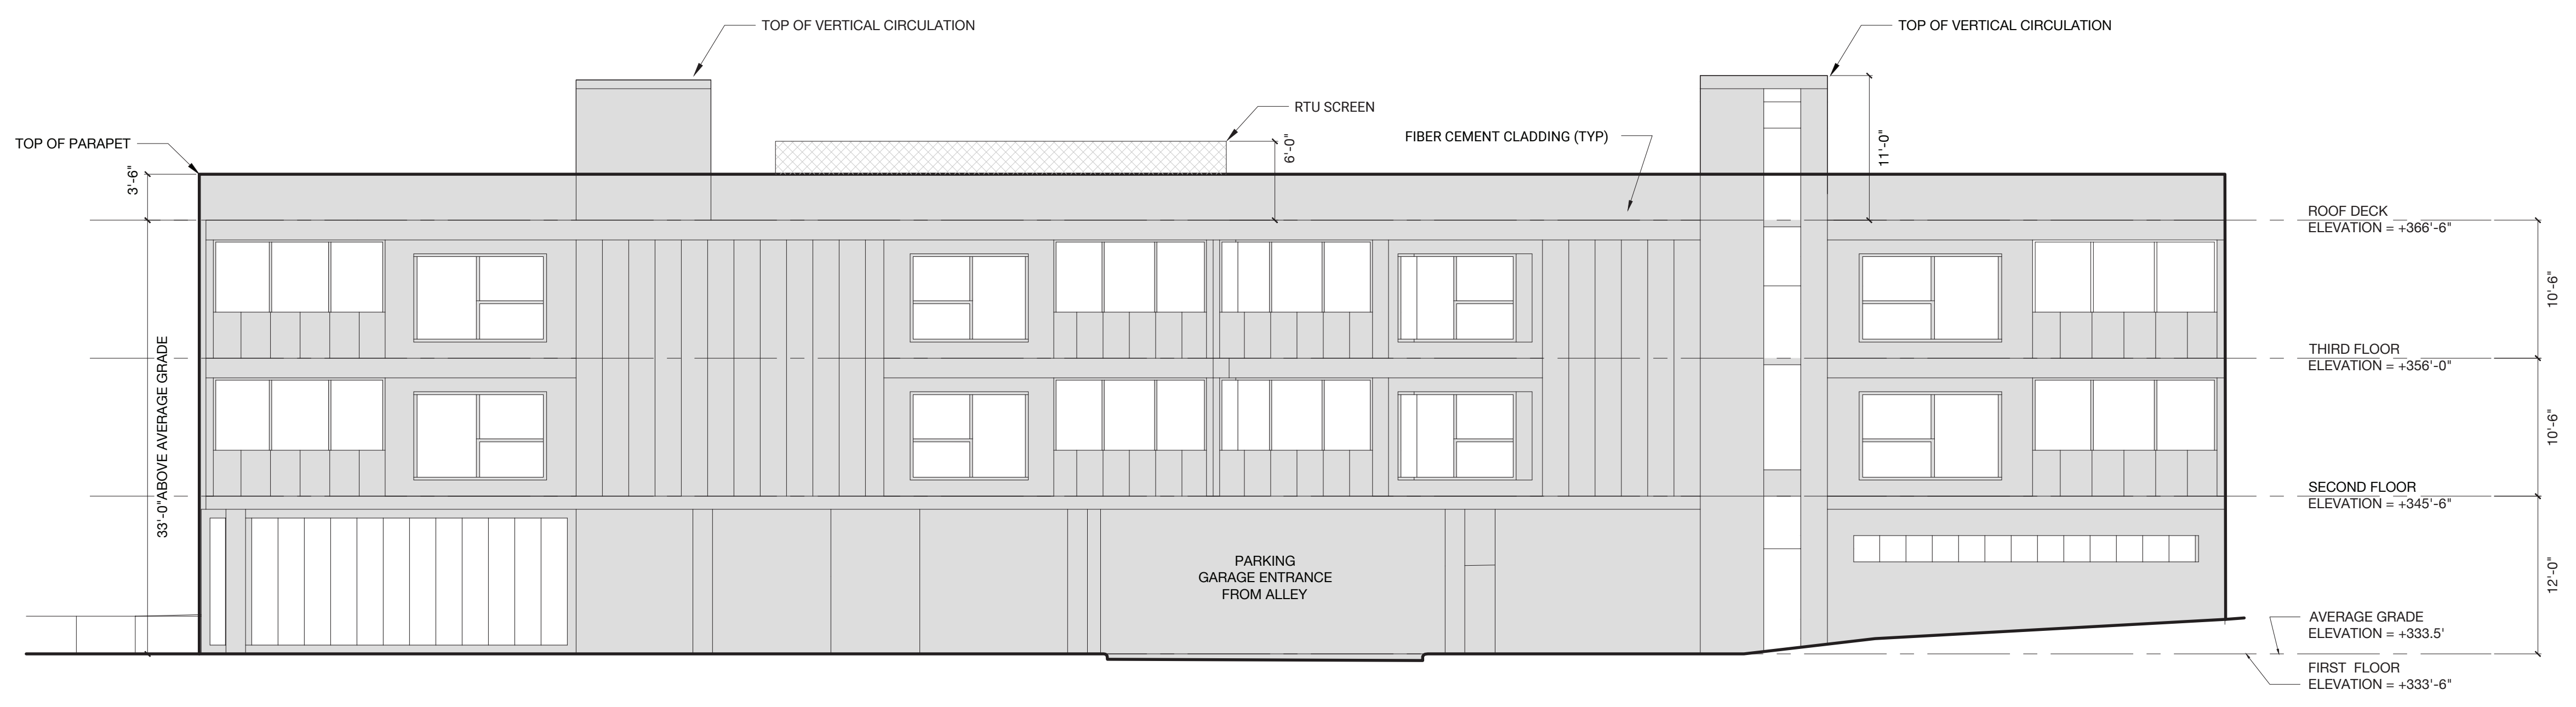 TOP OF VERTICAL CIRCULATION
TOP OF VERTICAL CIRCULATION
RTU SCREEN
FIBER CEMENT CLADDING (TYP)
TOP OF PARAPET
3'-6"
6'-0"
11'-0"
ROOF DECK
ELEVATION = +366'-6"
10'-6"
THIRD FLOOR
ELEVATION = +356'-0"
33'-0"ABOVE AVERAGE GRADE
10'-6"
SECOND FLOOR
ELEVATION = +345'-6"
PARKING
GARAGE ENTRANCE
FROM ALLEY
12'-0"
AVERAGE GRADE
ELEVATION = +333.5'
FIRST FLOOR
ELEVATION = +333'-6"